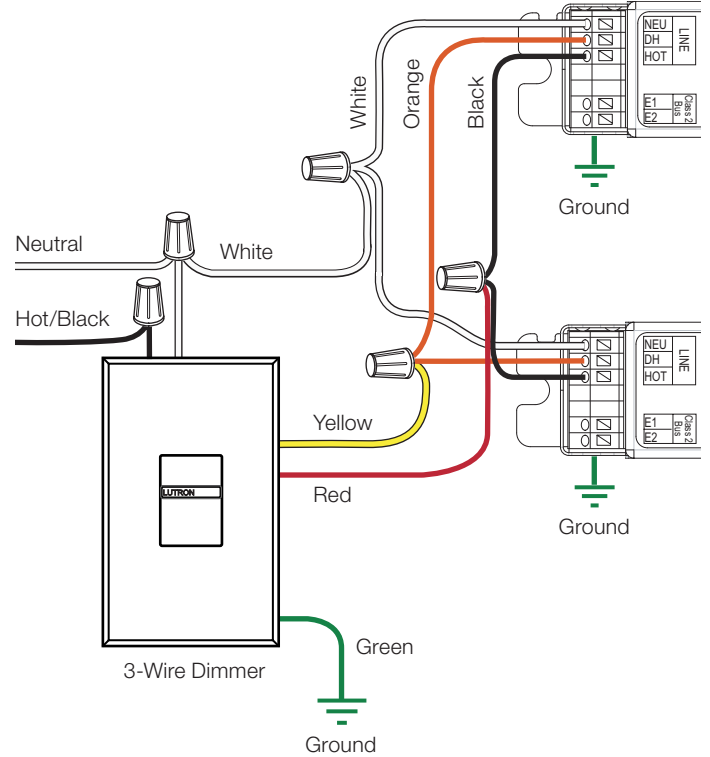 White
Orange
Black
NEU
DH
HOT
LINE
E1
E2
Class 2
Bus
Ground
Neutral
White
Hot/Black
NEU
DH
HOT
LINE
E1
E2
Class 2
Bus
Yellow
LUTRON
Red
Ground
Green
3-Wire Dimmer
Ground